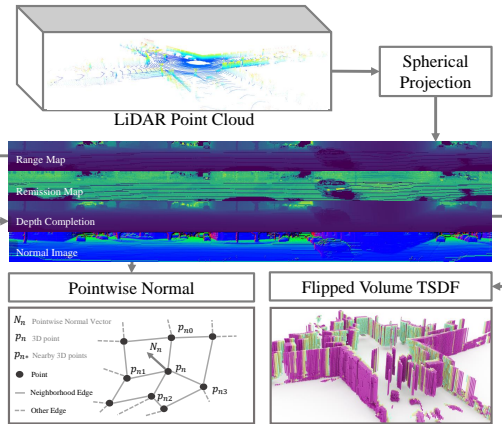 LiDAR Point Cloud
Spherical
Projection
Range Map
Remission Map
Depth Completion
Normal Image
Pointwise Normal
Flipped Volume TSDF
N_n Pointwise Normal Vector
p_n 3D point
p_n* Nearby 3D points
Point
Neighborhood Edge
Other Edge
p_n0
N_n
p_n1
p_n
p_n2
p_n3